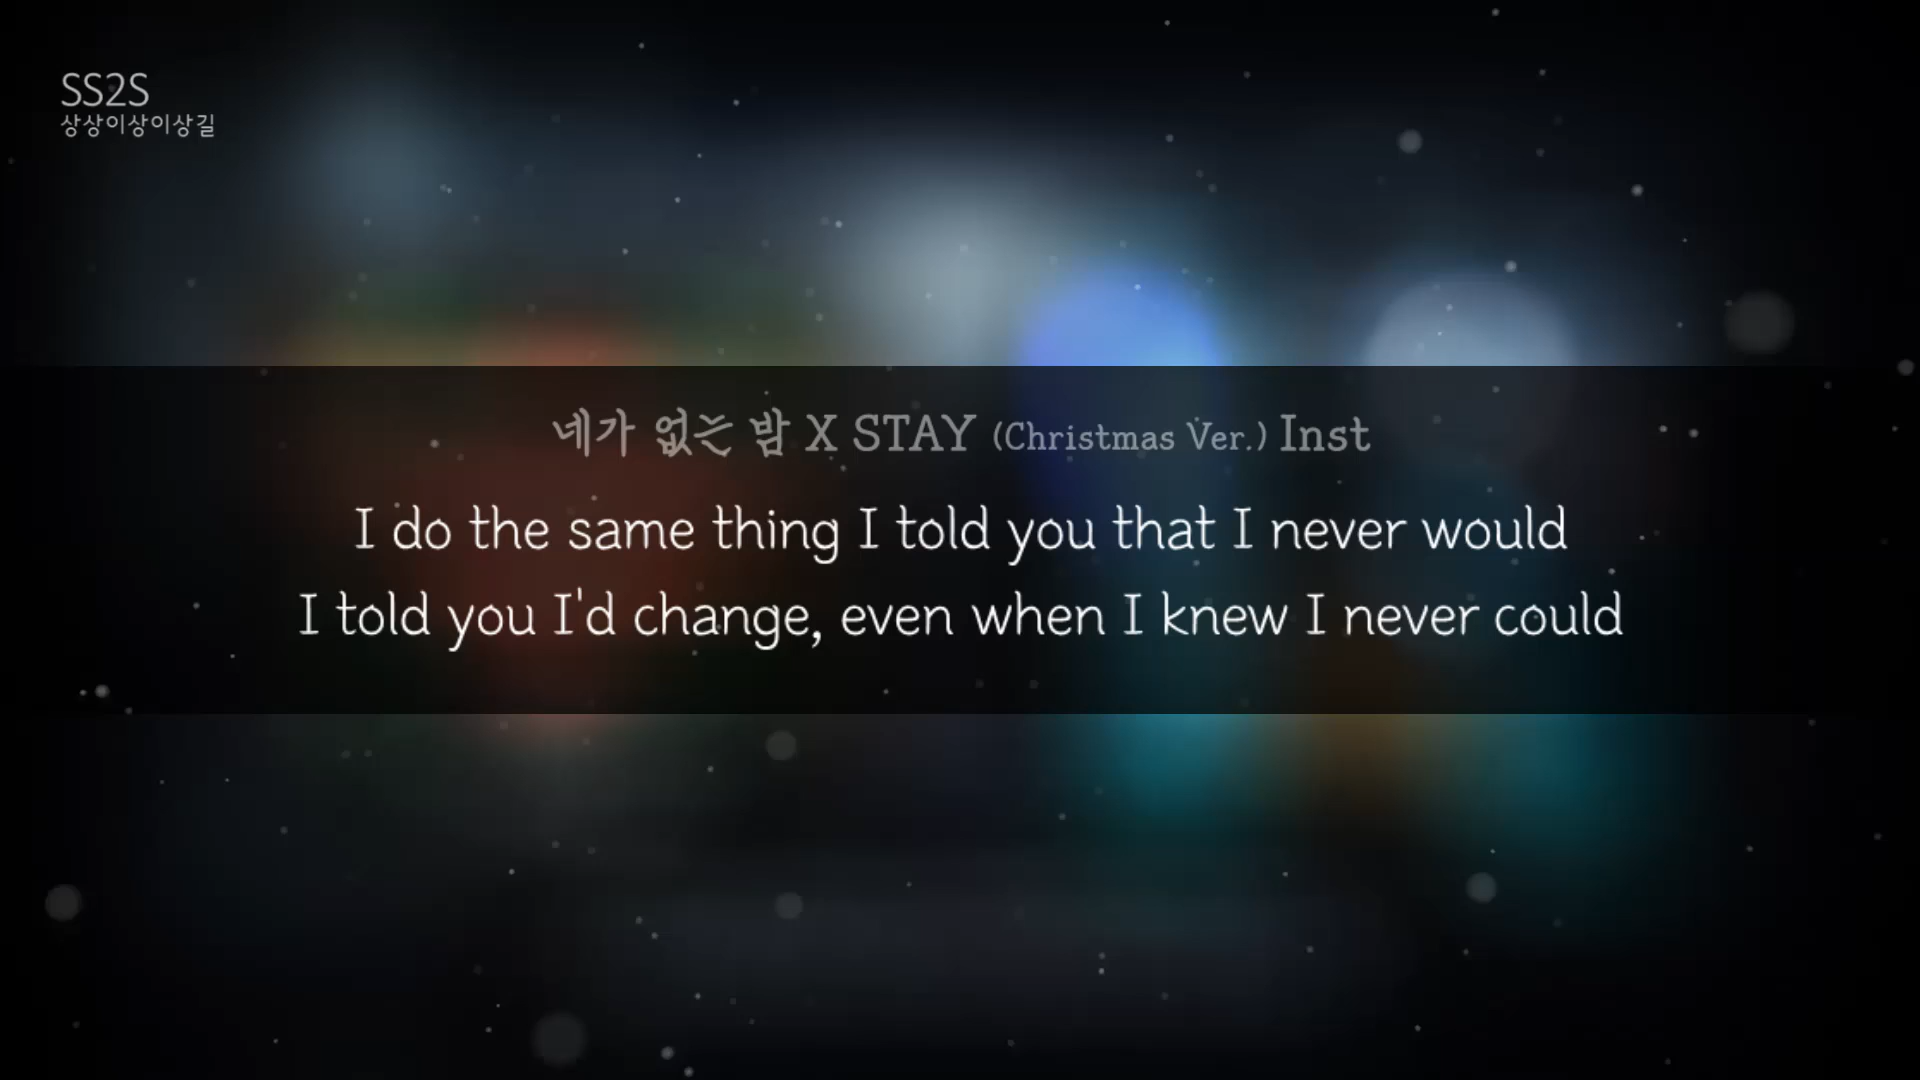 SS2S
상상이상이상길
네가 없는 밤 X STAY (Christmas Ver.) Inst
I do the same thing I told you that I never would
I told you I'd change, even when I knew I never could